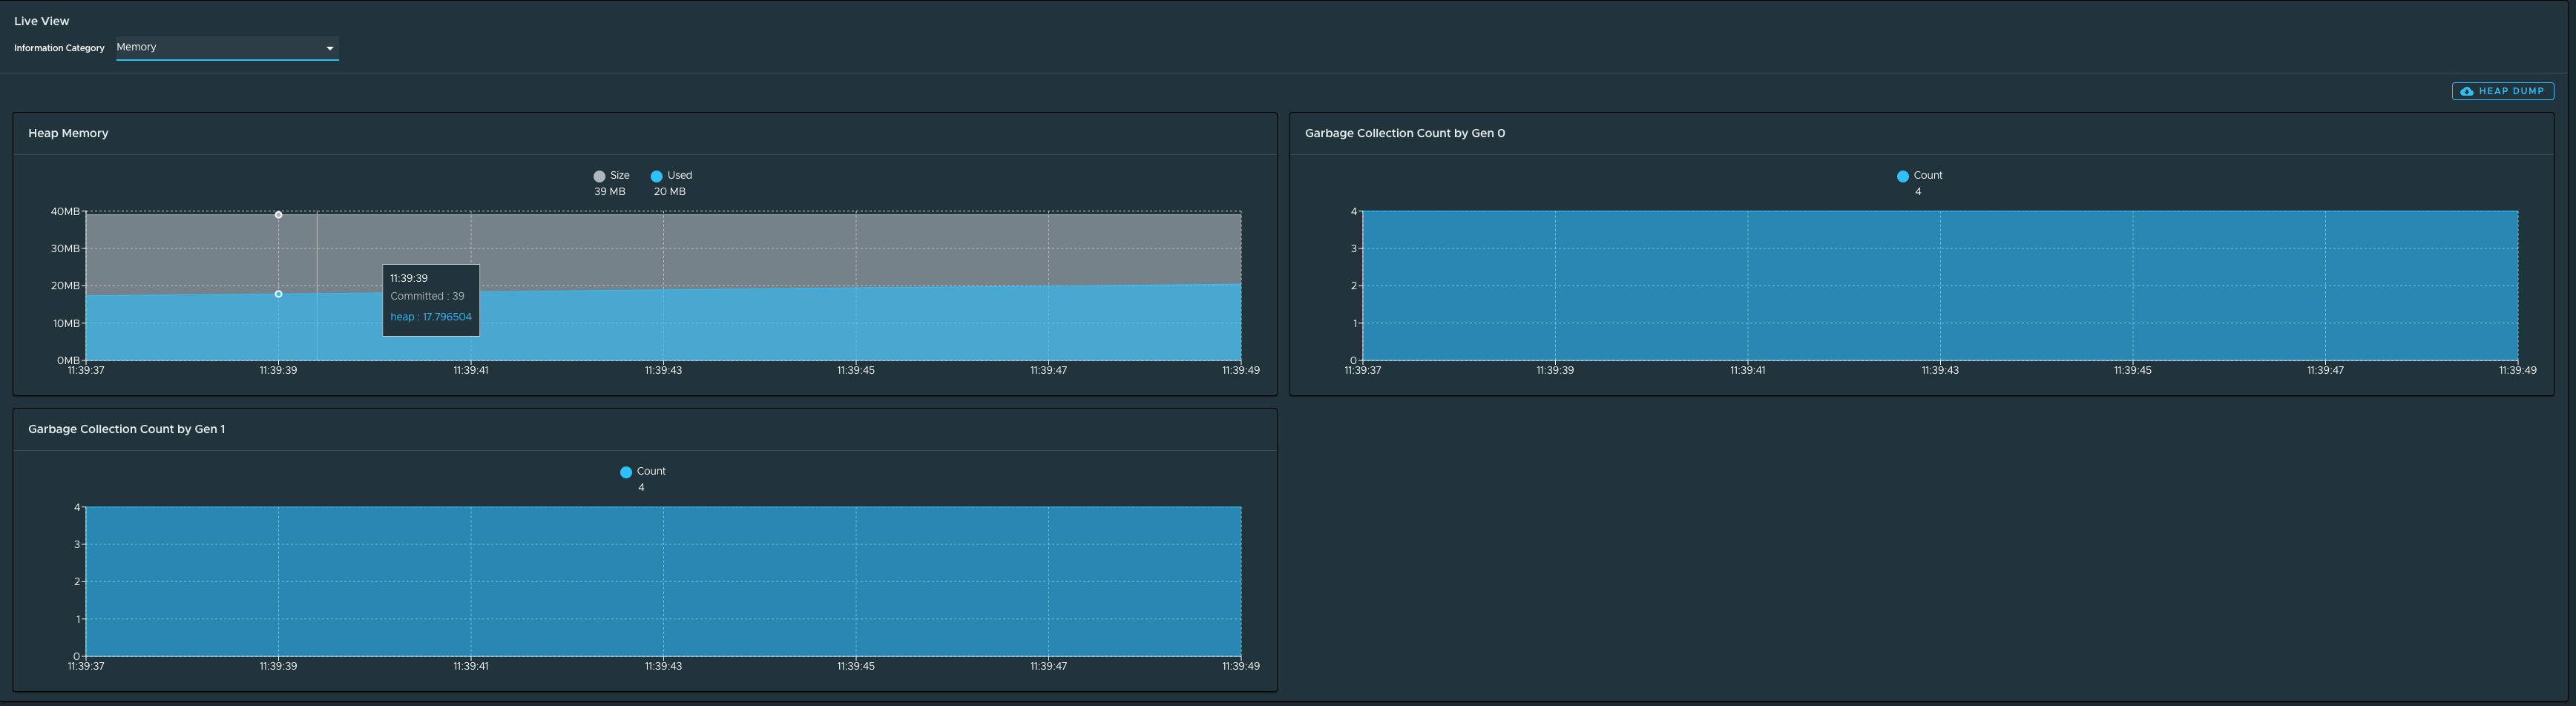 Live View
Information Category
Memory
HEAP DUMP
Heap Memory
Size
39 MB
Used
20 MB
40MB
30MB
20MB
10MB
0MB
11:39:39
Committed : 39
heap : 17.796504
11:39:37
11:39:39
11:39:41
11:39:43
11:39:45
11:39:47
11:39:49
Garbage Collection Count by Gen 0
Count
4
4
3
2
1
0
11:39:37
11:39:39
11:39:41
11:39:43
11:39:45
11:39:47
11:39:49
Garbage Collection Count by Gen 1
Count
4
4
3
2
1
0
11:39:37
11:39:39
11:39:41
11:39:43
11:39:45
11:39:47
11:39:49